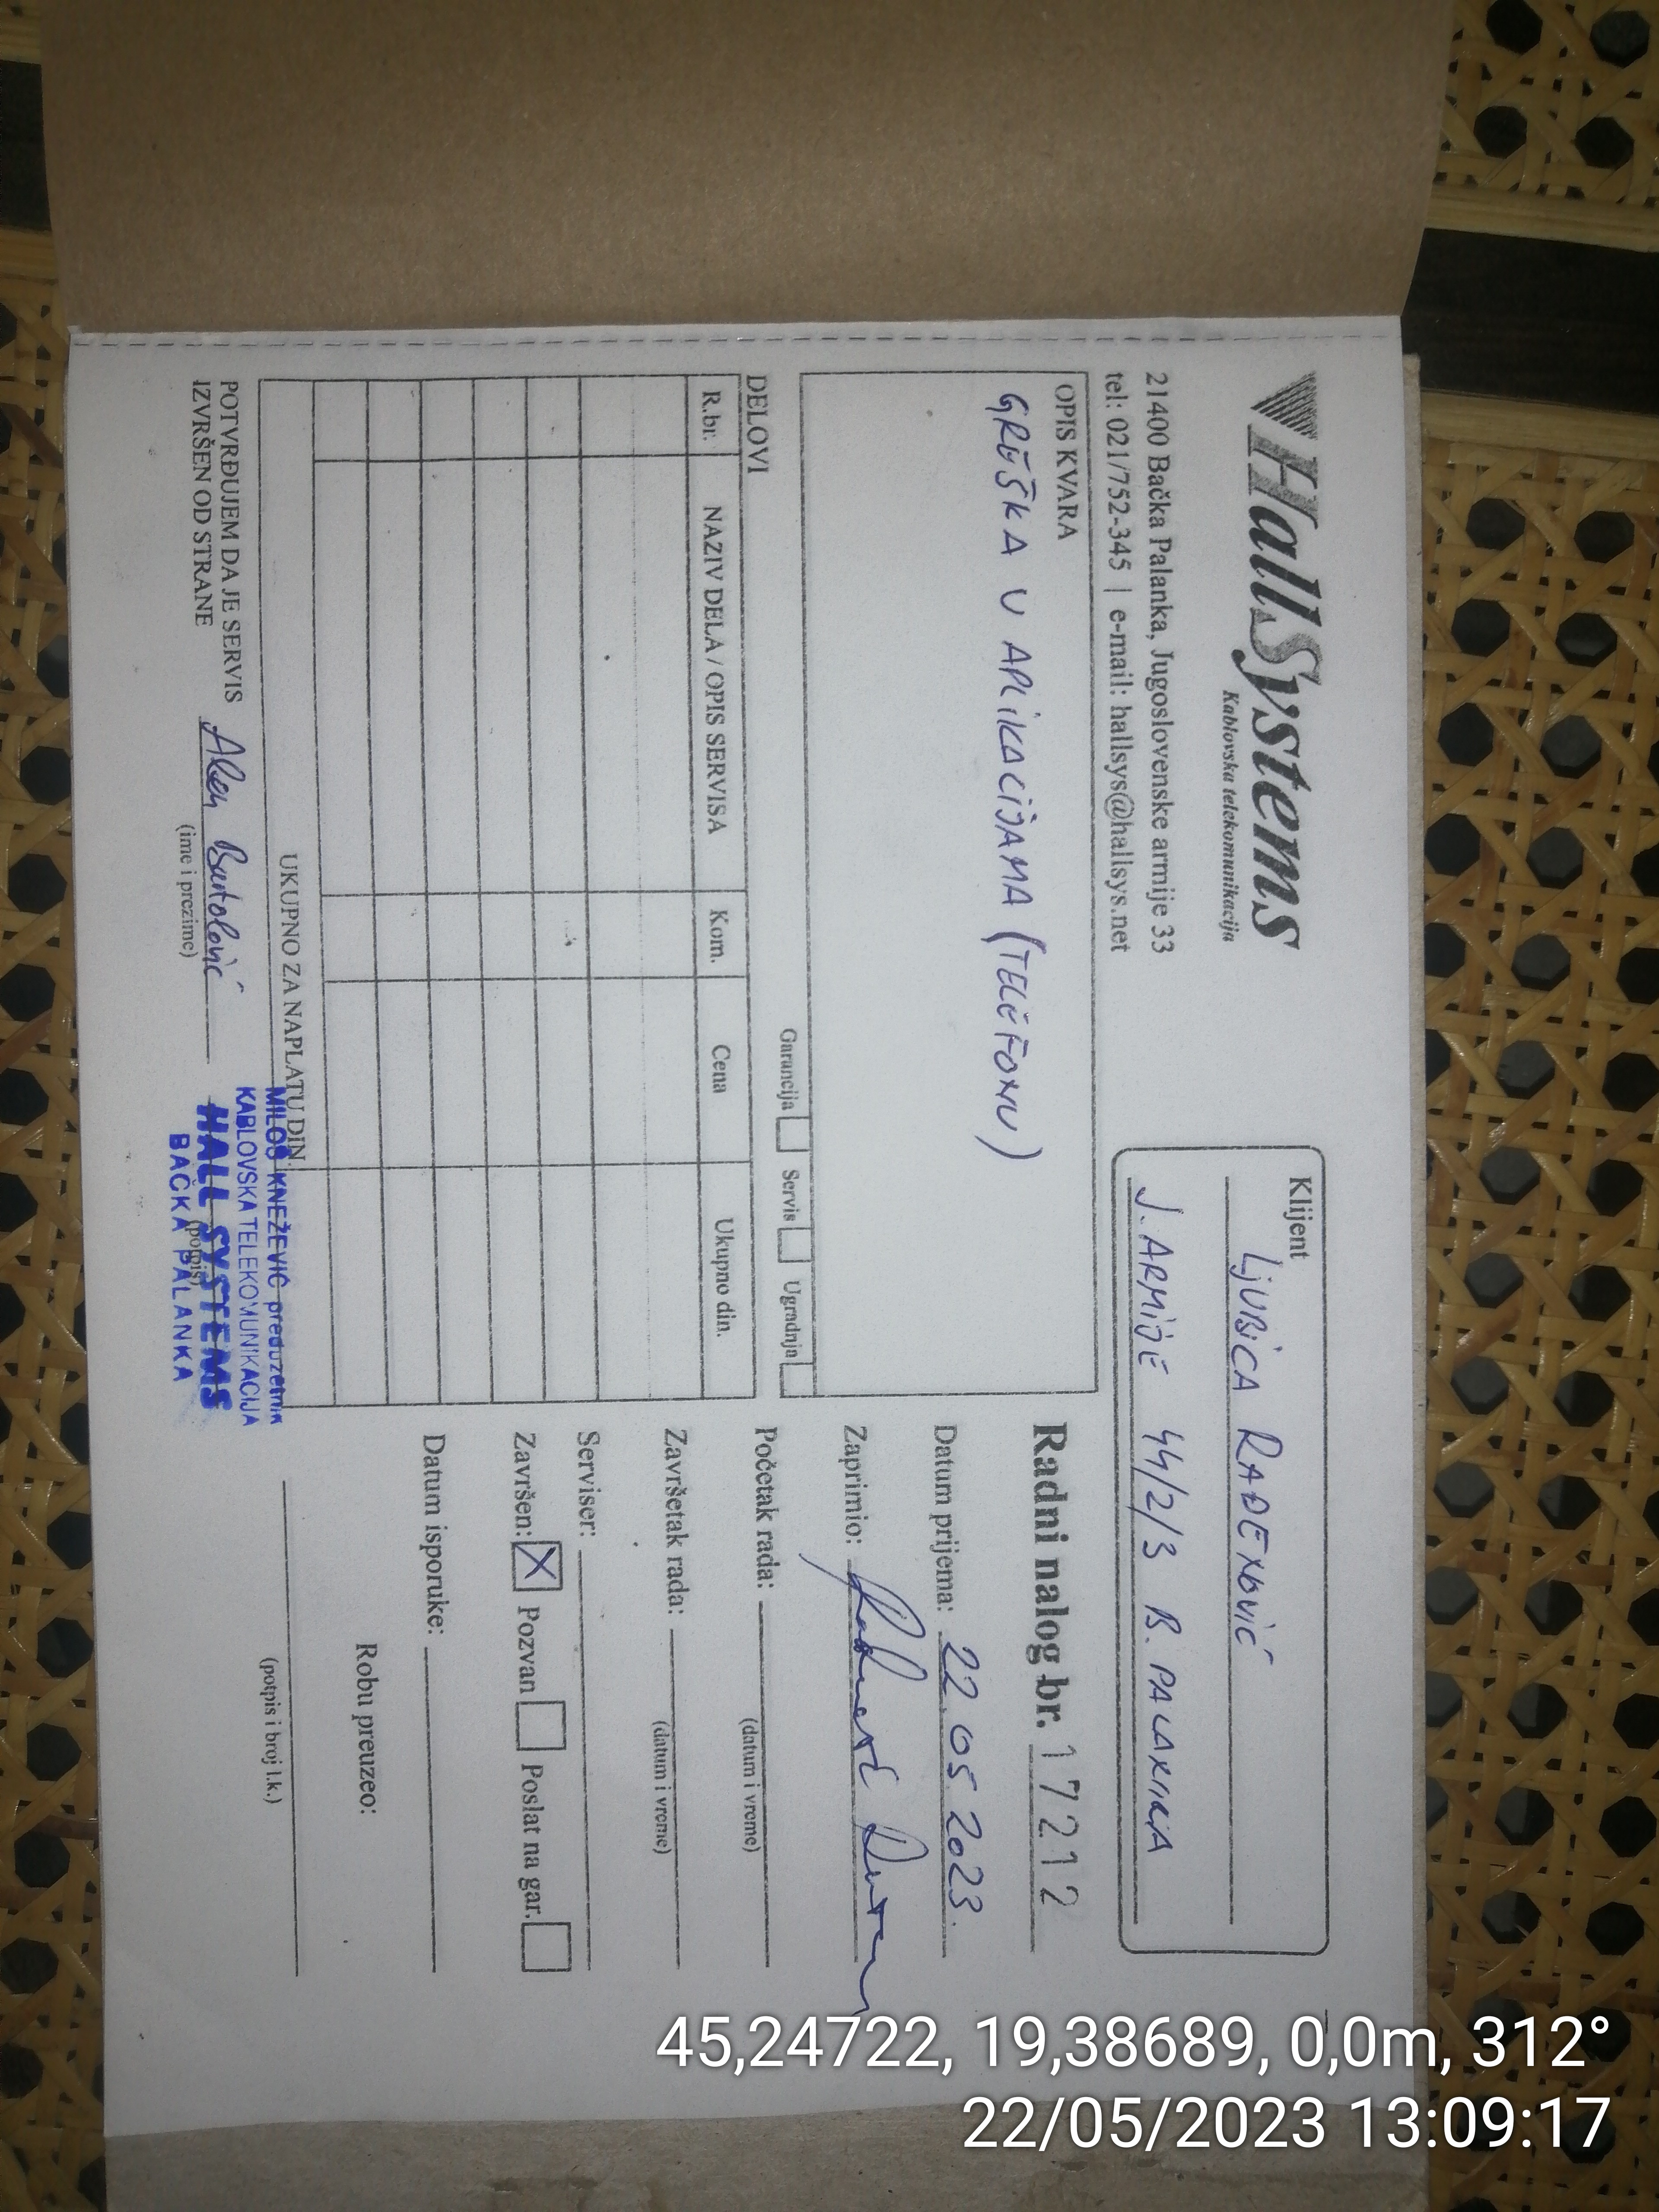 HallSystems
Kablovska telekomunikacija
21400 Bačka Palanka, Jugoslovenske armije 33
tel: 021/752-345 | e-mail: hallsys@hallsys.net
Klijent
LJUBICA RAĐENOVIĆ
J. ARMIJE 44/2/3 B. PALANKA
OPIS KVARA
GREŠKA U APLIKACIJAMA (TELEFONU)
Garancija Servis Ugradnja
DELOVI
R.br. NAZIV DELA / OPIS SERVISA Kom. Cena Ukupno din.
UKUPNO ZA NAPLATU DIN.
POTVRĐUJEM DA JE SERVIS
IZVRŠEN OD STRANE Alen Bartolović
(ime i prezime) (potpis)
MILOŠ KNEŽEVIĆ preduzetnik
KABLOVSKA TELEKOMUNIKACIJA
HALL SYSTEMS
BAČKA PALANKA
Radni nalog br. 17212
Datum prijema: 22.05.2023.
Zaprimio:
Početak rada:
(datum i vreme)
Završetak rada:
(datum i vreme)
Serviser:
Završen: X Pozvan Poslat na gar.
Datum isporuke:
Robu preuzeo:
(potpis i broj l.k.)
45,24722, 19,38689, 0,0m, 312°
22/05/2023 13:09:17